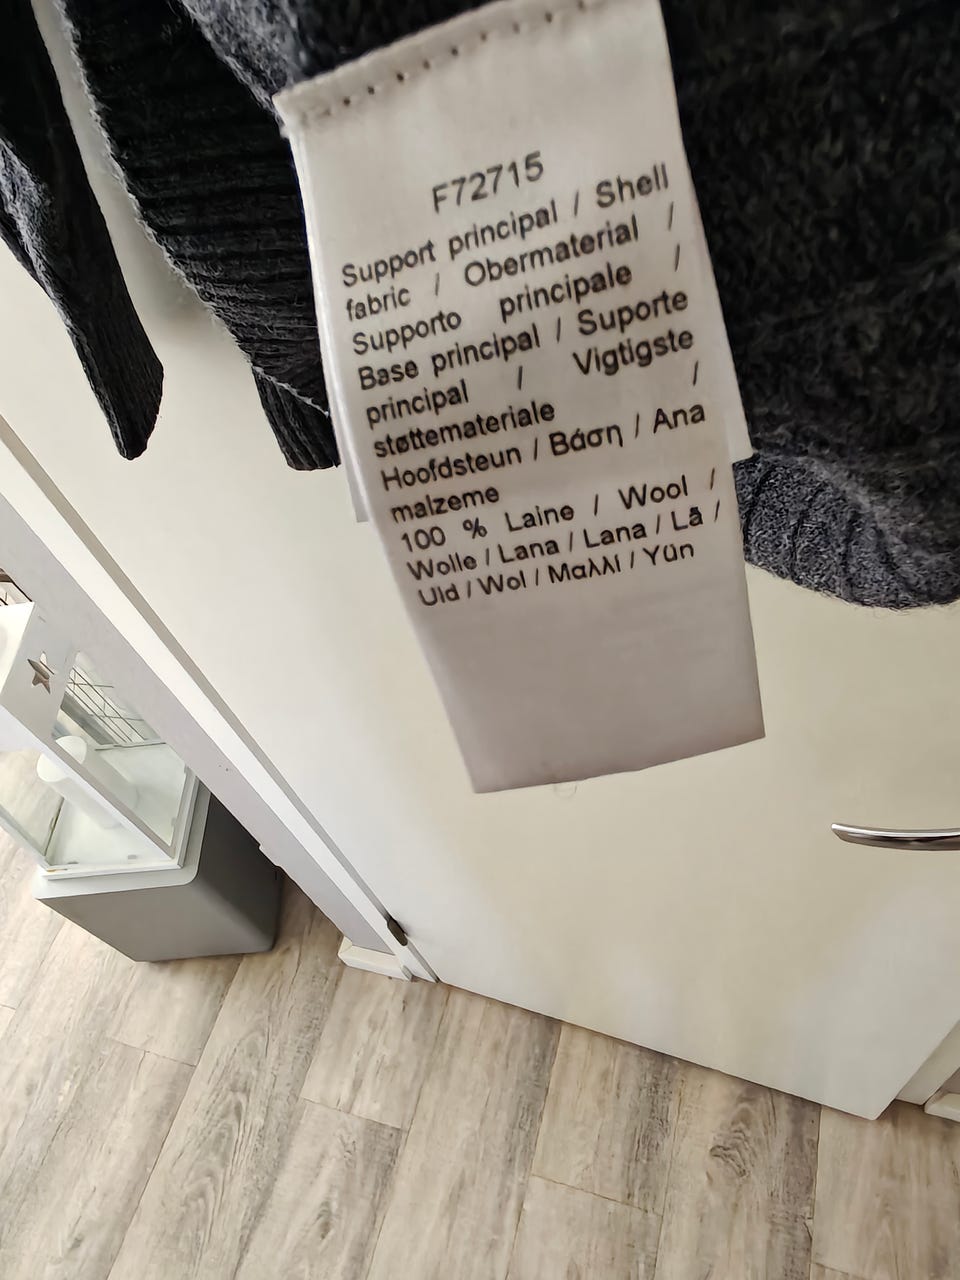 F72715
Support principal / Shell
fabric / Obermaterial /
Supporto principale /
Base principal / Suporte
principal / Vigtigste
støttemateriale /
Hoofdsteun / Βάση / Ana
malzeme
100 % Laine / Wool /
Wolle / Lana / Lana / Lã /
Uld / Wol / Μαλλί / Yün